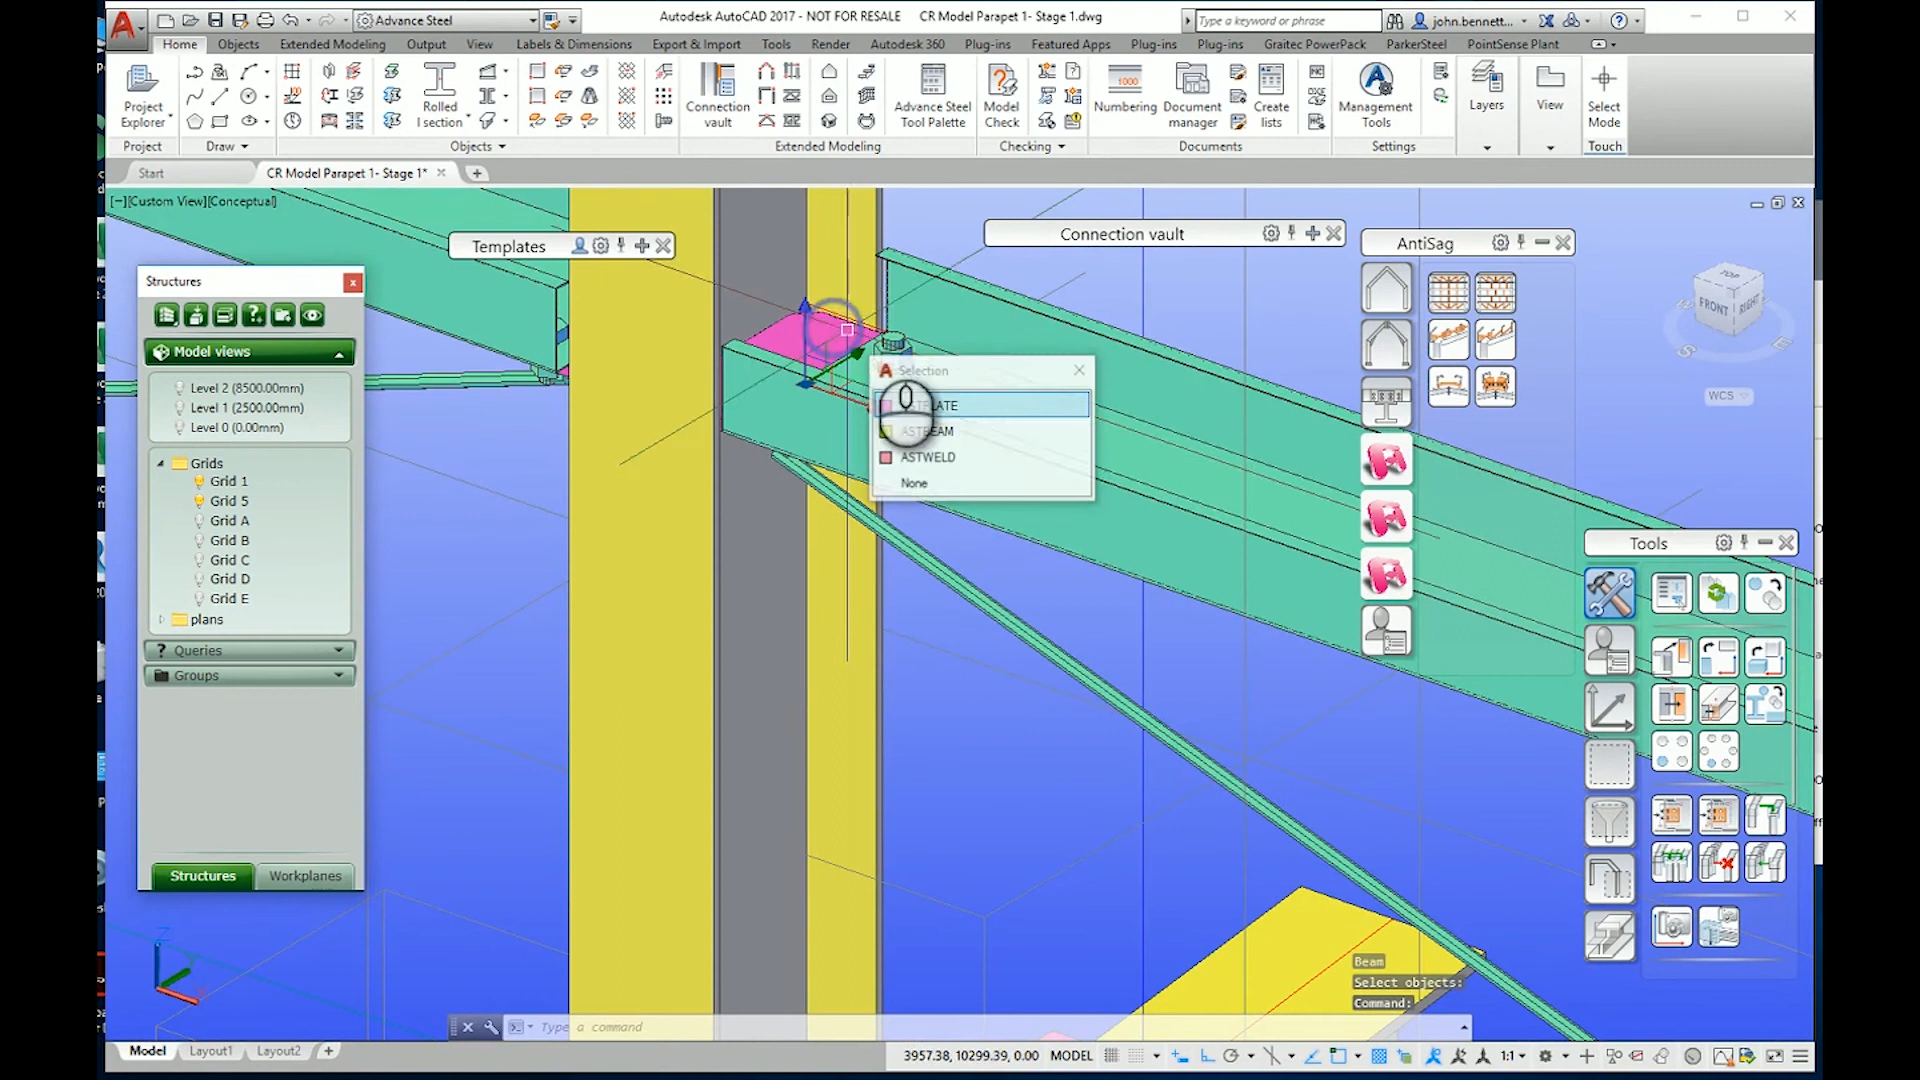 Advance Steel
Autodesk AutoCAD 2017 - NOT FOR RESALE CR Model Parapet 1- Stage 1.dwg
Type a keyword or phrase
john.bennett...
Home Objects Extended Modeling Output View Labels & Dimensions Export & Import Tools Render Autodesk 360 Plug-ins Featured Apps Plug-ins Plug-ins Graitec PowerPack ParkerSteel PointSense Plant
Project Explorer
Rolled I section
Connection vault
Advance Steel Tool Palette
Model Check
1000
Numbering
Document manager
Create lists
Management Tools
Layers
View
Select Mode
Project Draw Objects Extended Modeling Checking Documents Settings Touch
Start
CR Model Parapet 1- Stage 1*
[−][Custom View][Conceptual]
Templates
Connection vault
AntiSag
Structures
Model views
Level 2 (8500.00mm)
Level 1 (2500.00mm)
Level 0 (0.00mm)
Grids
Grid 1
Grid 5
Grid A
Grid B
Grid C
Grid D
Grid E
plans
Queries
Groups
Structures Workplanes
Selection
ASTBEAM
ASTWELD
None
TOP
FRONT
RIGHT
S
E
WCS
Tools
Beam
Select objects:
Command:
Type a command
Z
X
Model Layout1 Layout2
3957.38, 10299.39, 0.00 MODEL
1:1